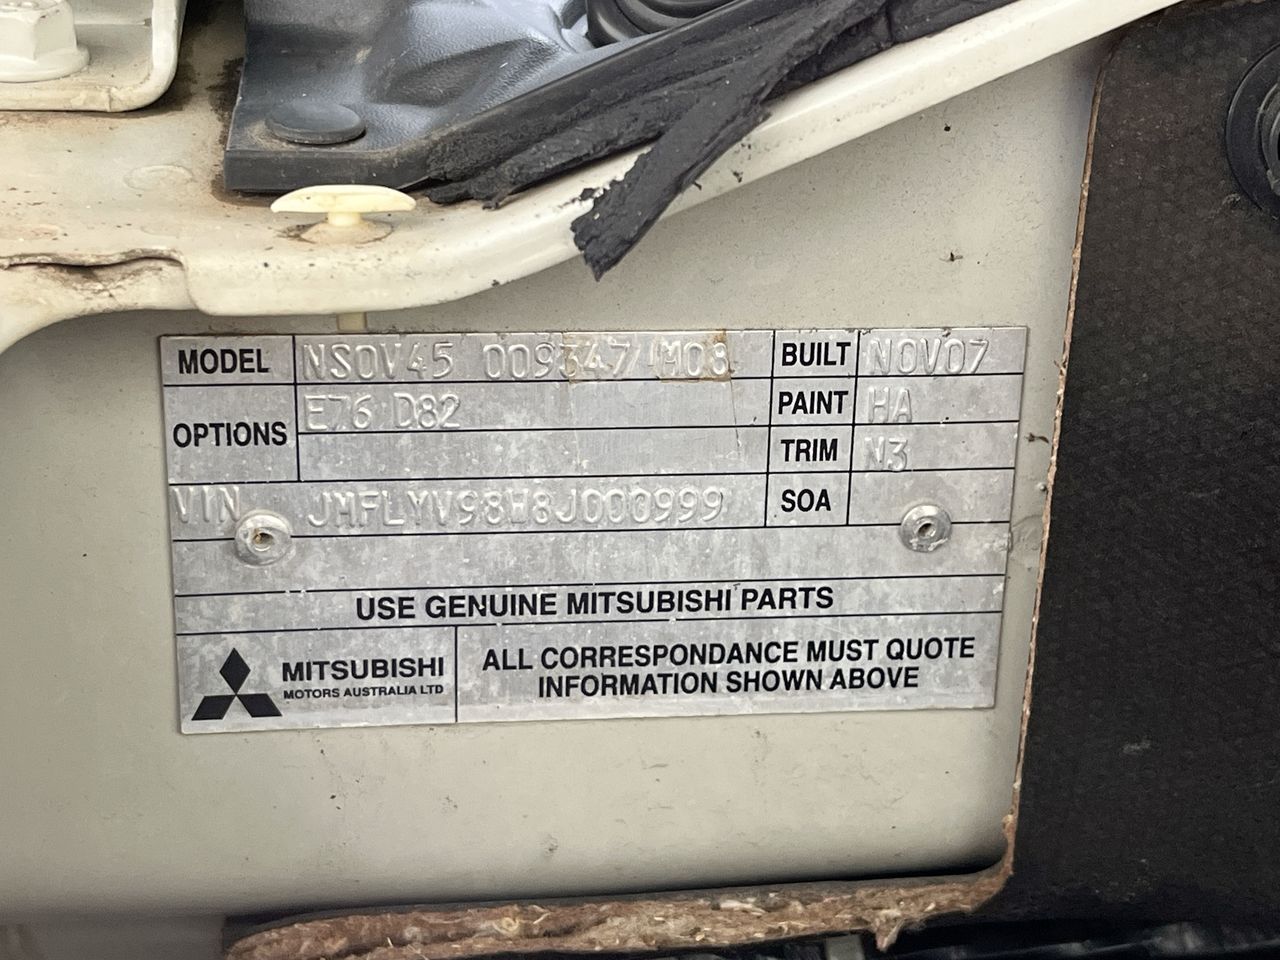 MODEL NS0V45 009347 M08 BUILT NOV07
OPTIONS E76 D82 PAINT HA
TRIM N3
VIN JMFLYV98W8J000999 SOA
USE GENUINE MITSUBISHI PARTS
MITSUBISHI
MOTORS AUSTRALIA LTD
ALL CORRESPONDANCE MUST QUOTE
INFORMATION SHOWN ABOVE